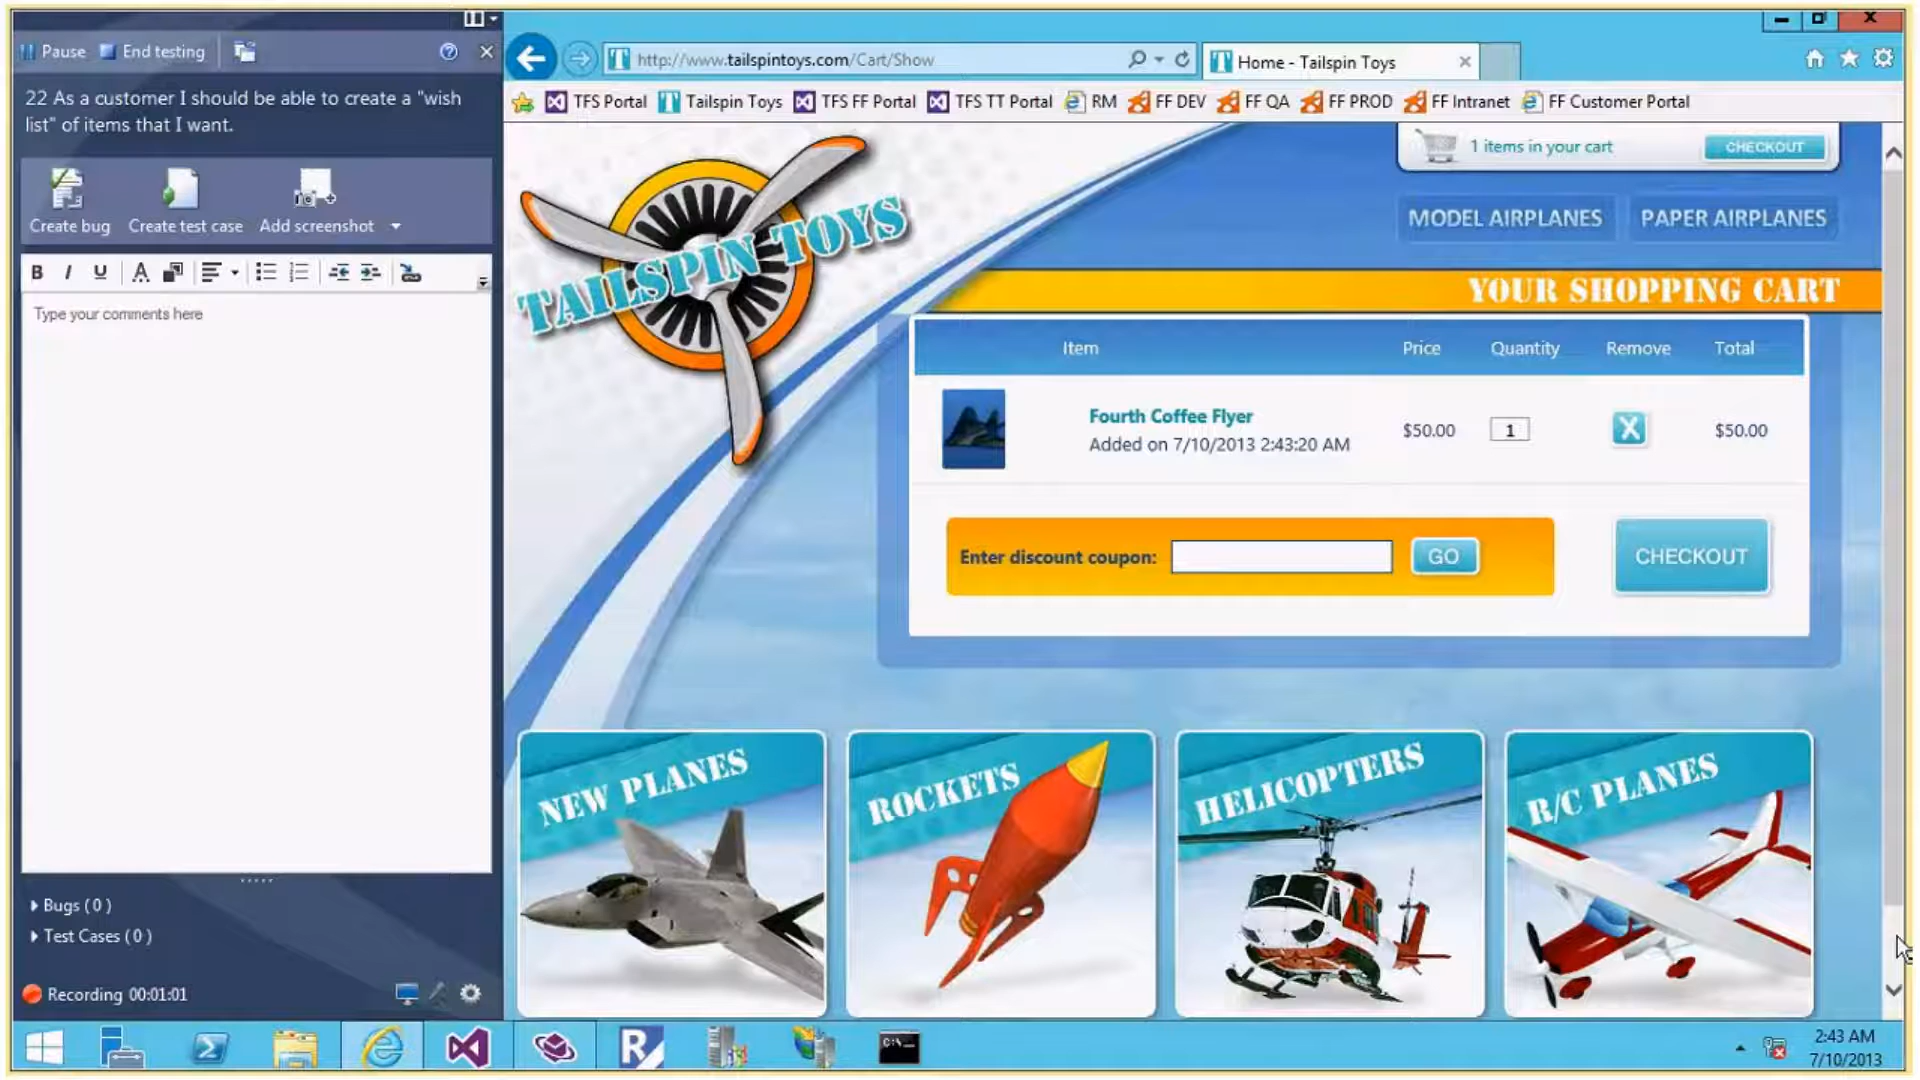 Pause End testing
22 As a customer I should be able to create a "wish
list" of items that I want.
Create bug Create test case Add screenshot
B I U A
Type your comments here
Bugs ( 0 )
Test Cases ( 0 )
Recording 00:01:01
http://www.tailspintoys.com/Cart/Show
Home - Tailspin Toys
TFS Portal Tailspin Toys TFS FF Portal TFS TT Portal RM FF DEV FF QA FF PROD FF Intranet FF Customer Portal
TAILSPIN TOYS
1 items in your cart CHECKOUT
MODEL AIRPLANES PAPER AIRPLANES
YOUR SHOPPING CART
Item Price Quantity Remove Total
Fourth Coffee Flyer
Added on 7/10/2013 2:43:20 AM $50.00 1 X $50.00
Enter discount coupon: GO CHECKOUT
NEW PLANES ROCKETS HELICOPTERS R/C PLANES
2:43 AM
7/10/2013